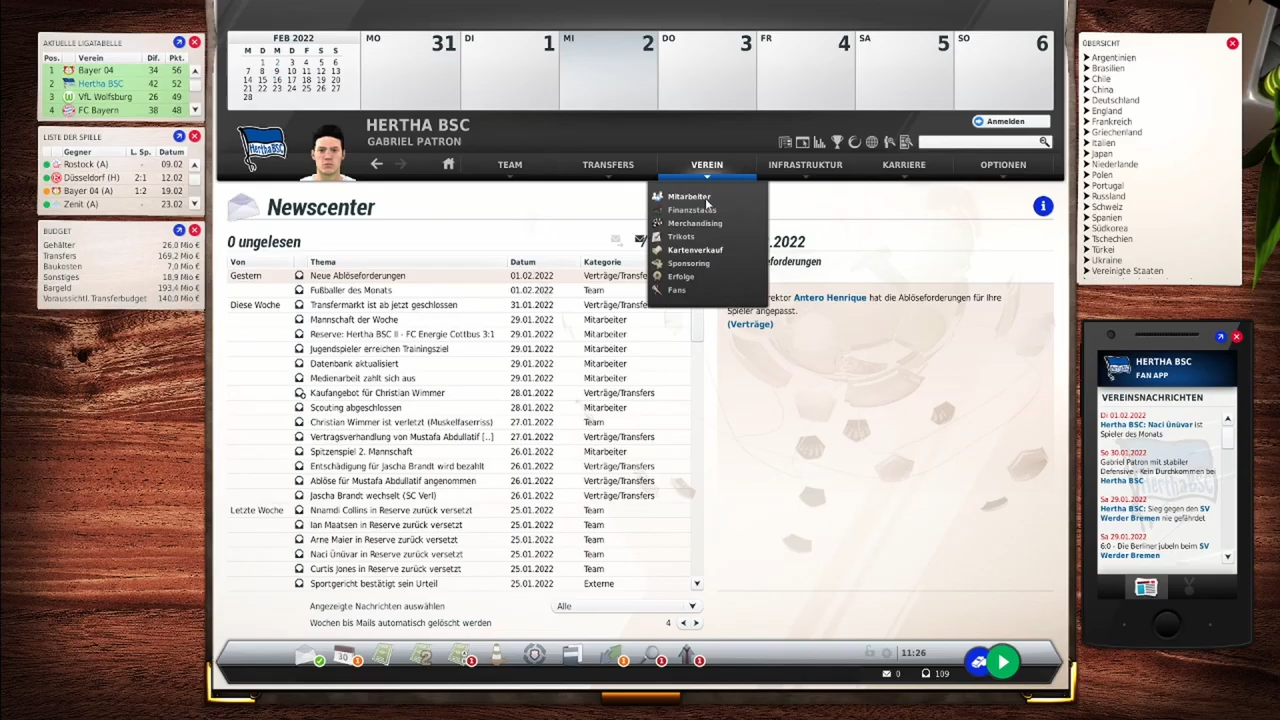 AKTUELLE LIGATABELLE
Pos. Verein Dif. Pkt.
1 Bayer 04 34 56
2 Hertha BSC 42 52
3 VfL Wolfsburg 26 49
4 FC Bayern 38 48
LISTE DER SPIELE
Gegner L. Sp. Datum
Rostock (A) - 09.02
Düsseldorf (H) 2:1 12.02
Bayer 04 (A) 1:2 19.02
Zenit (A) - 23.02
BUDGET
Gehälter 26,0 Mio €
Transfers 169,2 Mio €
Baukosten 7,0 Mio €
Sonstiges 18,9 Mio €
Bargeld 193,4 Mio €
Voraussichtl. Transferbudget 140,0 Mio €
FEB 2022
M D M D F S S
1 2 3 4 5 6
7 8 9 10 11 12 13
14 15 16 17 18 19 20
21 22 23 24 25 26 27
28
MO 31 DI 1 MI 2 DO 3 FR 4 SA 5 SO 6
HERTHA BSC
GABRIEL PATRON
Anmelden
TEAM TRANSFERS VEREIN INFRASTRUKTUR KARRIERE OPTIONEN
Mitarbeiter
Finanzstatus
Merchandising
Trikots
Kartenverkauf
Sponsoring
Erfolge
Fans
Newscenter
0 ungelesen
Von Thema Datum Kategorie
Gestern Neue Ablöseforderungen 01.02.2022 Verträge/Transfe
Fußballer des Monats 01.02.2022 Team
Diese Woche Transfermarkt ist ab jetzt geschlossen 31.01.2022 Verträge/Transfe
Mannschaft der Woche 29.01.2022 Mitarbeiter
Reserve: Hertha BSC II - FC Energie Cottbus 3:1 29.01.2022 Mitarbeiter
Jugendspieler erreichen Trainingsziel 29.01.2022 Mitarbeiter
Datenbank aktualisiert 29.01.2022 Mitarbeiter
Medienarbeit zahlt sich aus 29.01.2022 Mitarbeiter
Kaufangebot für Christian Wimmer 28.01.2022 Verträge/Transfers
Scouting abgeschlossen 28.01.2022 Mitarbeiter
Christian Wimmer ist verletzt (Muskelfaserriss) 27.01.2022 Team
Vertragsverhandlung von Mustafa Abdullatif [..] 27.01.2022 Verträge/Transfers
Spitzenspiel 2. Mannschaft 26.01.2022 Mitarbeiter
Entschädigung für Jascha Brandt wird bezahlt 26.01.2022 Verträge/Transfers
Ablöse für Mustafa Abdullatif angenommen 26.01.2022 Verträge/Transfers
Jascha Brandt wechselt (SC Verl) 26.01.2022 Verträge/Transfers
Letzte Woche Nnamdi Collins in Reserve zurück versetzt 25.01.2022 Team
Ian Maatsen in Reserve zurück versetzt 25.01.2022 Team
Arne Maier in Reserve zurück versetzt 25.01.2022 Team
Naci Ünüvar in Reserve zurück versetzt 25.01.2022 Team
Curtis Jones in Reserve zurück versetzt 25.01.2022 Team
Sportgericht bestätigt sein Urteil 25.01.2022 Externe
Angezeigte Nachrichten auswählen Alle
Wochen bis Mails automatisch gelöscht werden 4
.2022
eforderungen
rektor Antero Henrique hat die Ablöseforderungen für Ihre
Spieler angepasst.
(Verträge)
30 1 2 1 1 1 1
11:26
0 109
ÜBERSICHT
Argentinien
Brasilien
Chile
China
Deutschland
England
Frankreich
Griechenland
Italien
Japan
Niederlande
Polen
Portugal
Russland
Schweiz
Spanien
Südkorea
Tschechien
Türkei
Ukraine
Vereinigte Staaten
HERTHA BSC
FAN APP
VEREINSNACHRICHTEN
Di 01.02.2022
Hertha BSC: Naci Ünüvar ist
Spieler des Monats
So 30.01.2022
Gabriel Patron mit stabiler
Defensive - Kein Durchkommen be
Hertha BSC
Sa 29.01.2022
Hertha BSC: Sieg gegen den SV
Werder Bremen nie gefährdet
Sa 29.01.2022
6:0 - Die Berliner jubeln beim SV
Werder Bremen